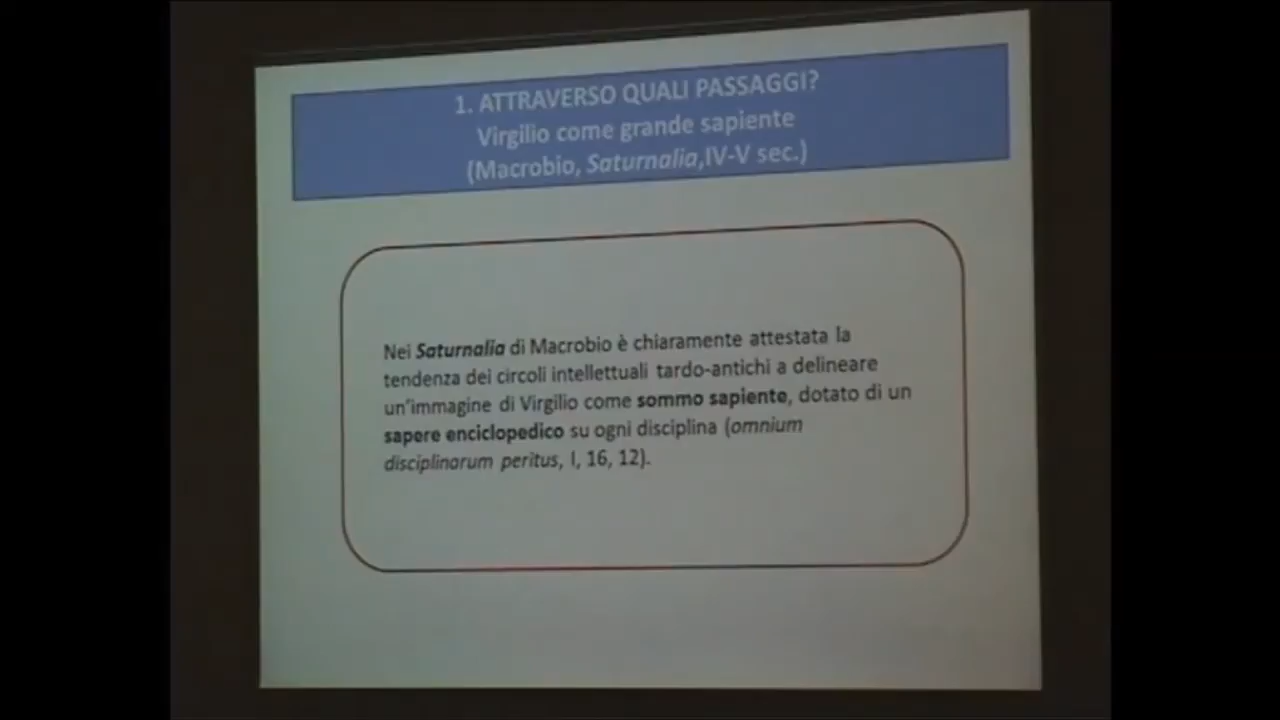 1. ATTRAVERSO QUALI PASSAGGI?
Virgilio come grande sapiente
(Macrobio, Saturnalia,IV-V sec.)
Nei Saturnalia di Macrobio è chiaramente attestata la
tendenza dei circoli intellettuali tardo-antichi a delineare
un'immagine di Virgilio come sommo sapiente, dotato di un
sapere enciclopedico su ogni disciplina (omnium
disciplinarum peritus, I, 16, 12).